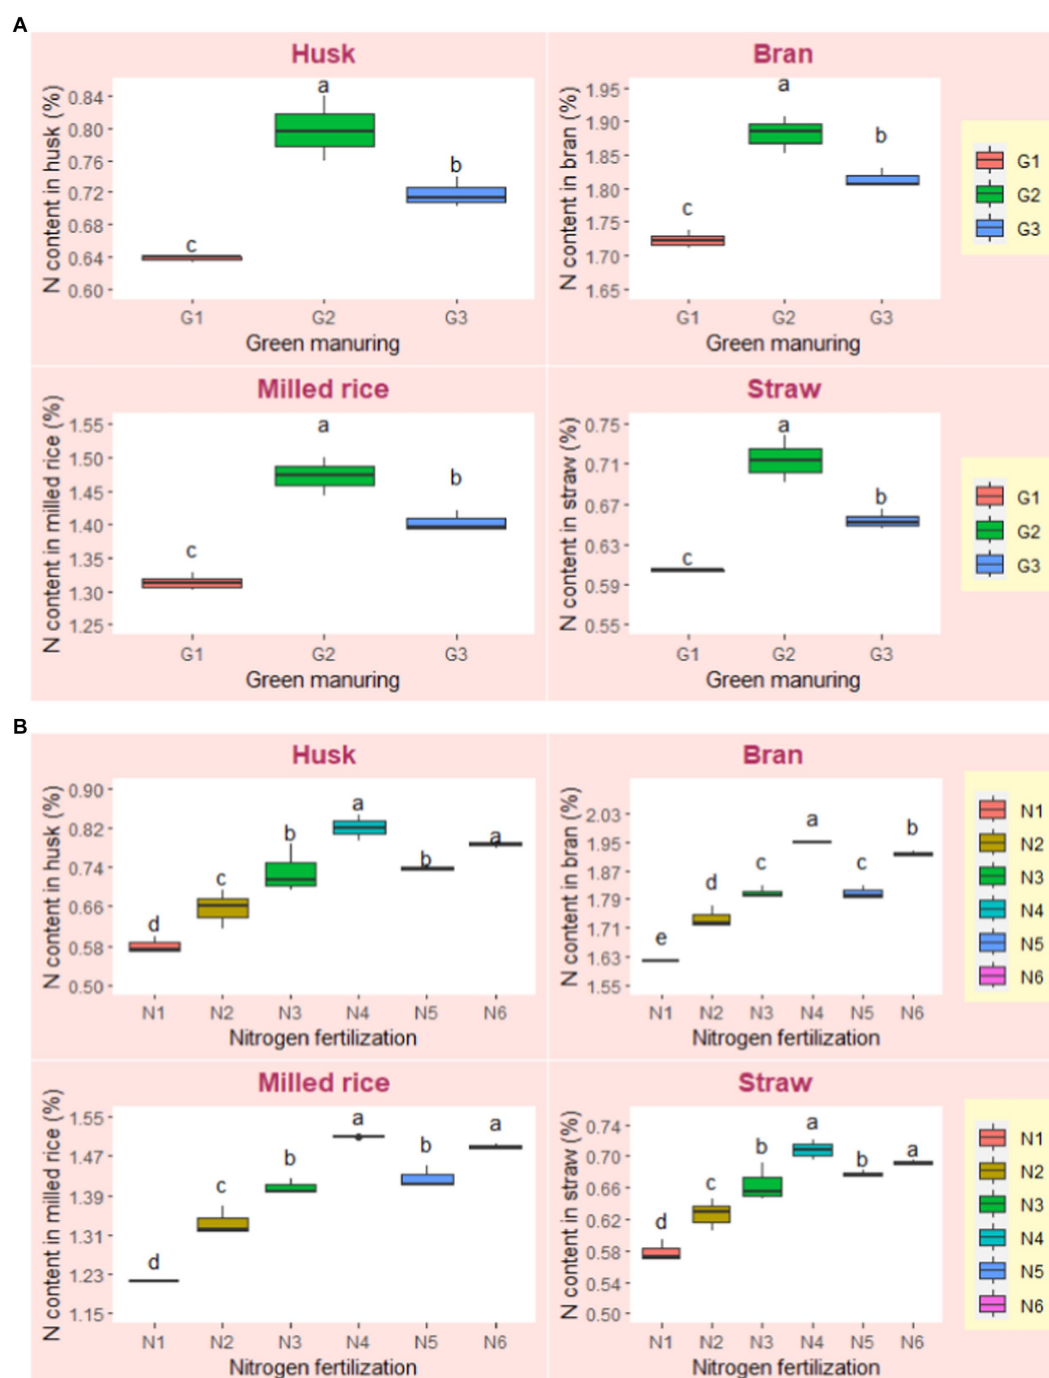 A
Husk
N content in husk (%)
0.84
0.80
0.76
0.72
0.68
0.64
0.60
c
a
b
G1 G2 G3
Green manuring
Bran
N content in bran (%)
1.95
1.90
1.85
1.80
1.75
1.70
1.65
c
a
b
G1 G2 G3
Green manuring
G1
G2
G3
Milled rice
N content in milled rice (%)
1.55
1.50
1.45
1.40
1.35
1.30
1.25
c
a
b
G1 G2 G3
Green manuring
Straw
N content in straw (%)
0.75
0.71
0.67
0.63
0.59
0.55
c
a
b
G1 G2 G3
Green manuring
G1
G2
G3
B
Husk
N content in husk (%)
0.90
0.82
0.74
0.66
0.58
0.50
d
c
b
a
b
a
N1 N2 N3 N4 N5 N6
Nitrogen fertilization
Bran
N content in bran (%)
2.03
1.95
1.87
1.79
1.71
1.63
1.55
e
d
c
a
c
b
N1 N2 N3 N4 N5 N6
Nitrogen fertilization
N1
N2
N3
N4
N5
N6
Milled rice
N content in milled rice (%)
1.55
1.47
1.39
1.31
1.23
1.15
d
c
b
a
b
a
N1 N2 N3 N4 N5 N6
Nitrogen fertilization
Straw
N content in straw (%)
0.74
0.70
0.66
0.62
0.58
0.54
0.50
d
c
b
a
b
a
N1 N2 N3 N4 N5 N6
Nitrogen fertilization
N1
N2
N3
N4
N5
N6